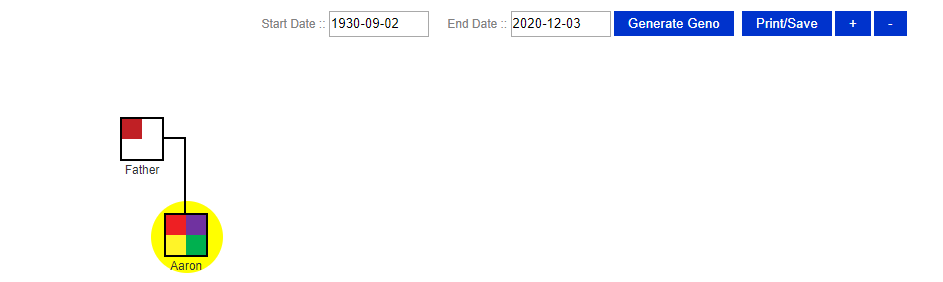 Start Date :: 1930-09-02 End Date :: 2020-12-03 Generate Geno Print/Save + -
Father
Aaron